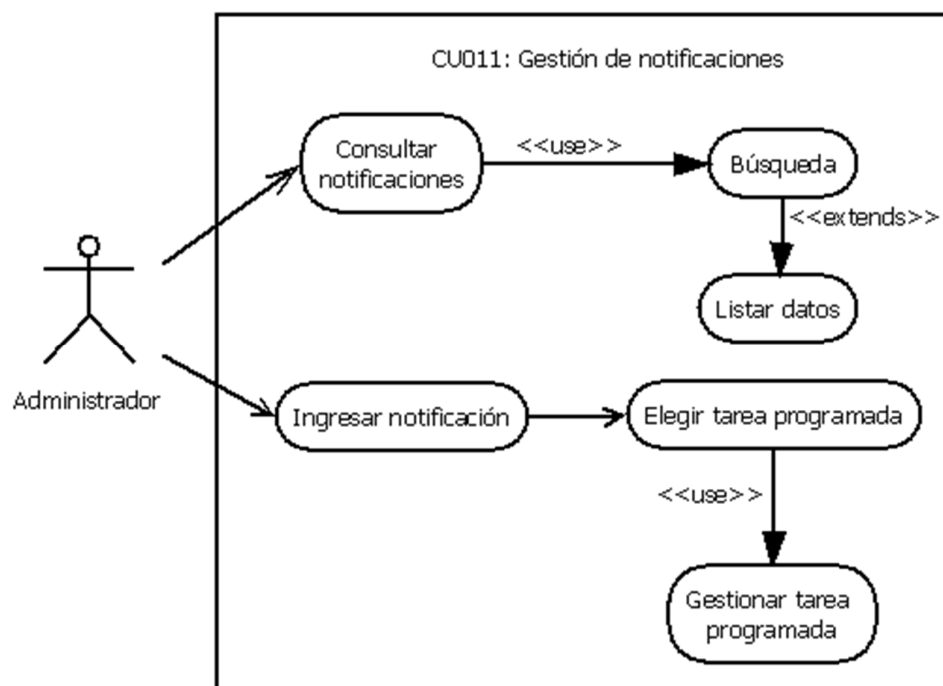 CU011: Gestión de notificaciones
Consultar
notificaciones
<<use>>
Búsqueda
<<extends>>
Listar datos
Administrador
Ingresar notificación
Elegir tarea programada
<<use>>
Gestionar tarea
programada